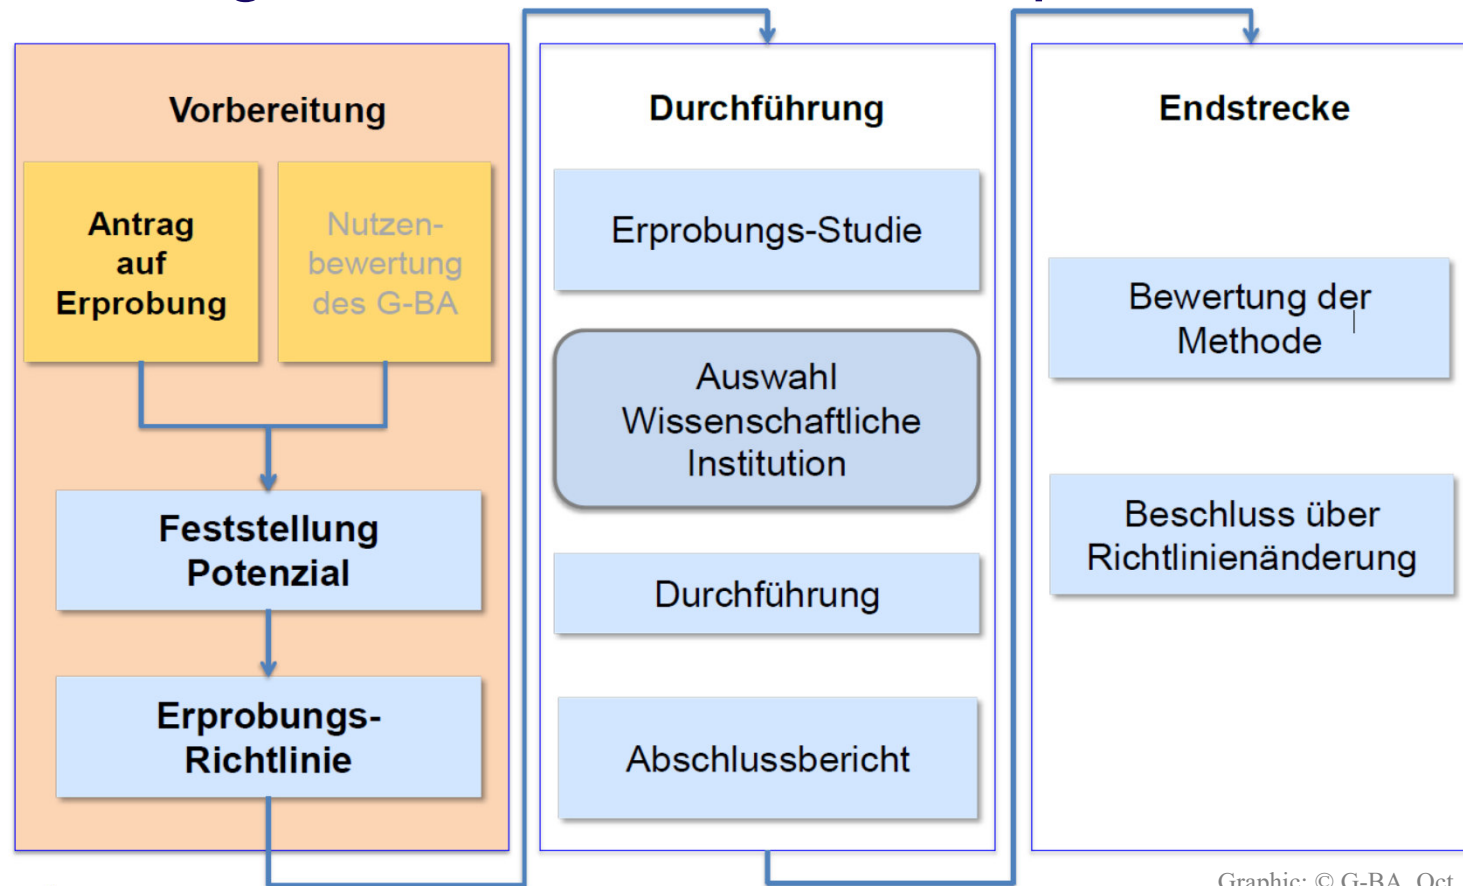 Vorbereitung
Antrag
auf
Erprobung
Nutzen-
bewertung
des G-BA
Feststellung
Potenzial
Erprobungs-
Richtlinie
Durchführung
Erprobungs-Studie
Auswahl
Wissenschaftliche
Institution
Durchführung
Abschlussbericht
Endstrecke
Bewertung der
Methode
Beschluss über
Richtlinienänderung
Graphic: © G-BA, Oct